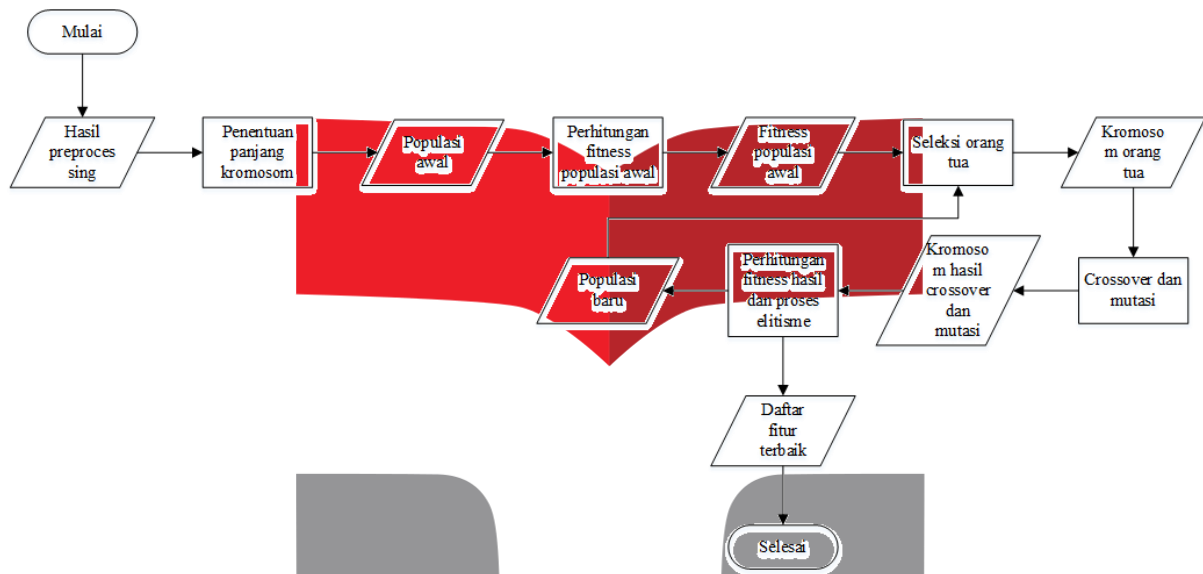 Mulai
Hasil
preproces
sing
Penentuan
panjang
kromosom
Populasi
awal
Perhitungan
fitness
populasi awal
Fitness
populasi
awal
Seleksi orang
tua
Kromoso
m orang
tua
Crossover dan
mutasi
Kromoso
m hasil
crossover
dan
mutasi
Perhitungan
fitness hasil
dan proses
elitisme
Populasi
baru
Daftar
fitur
terbaik
Selesai